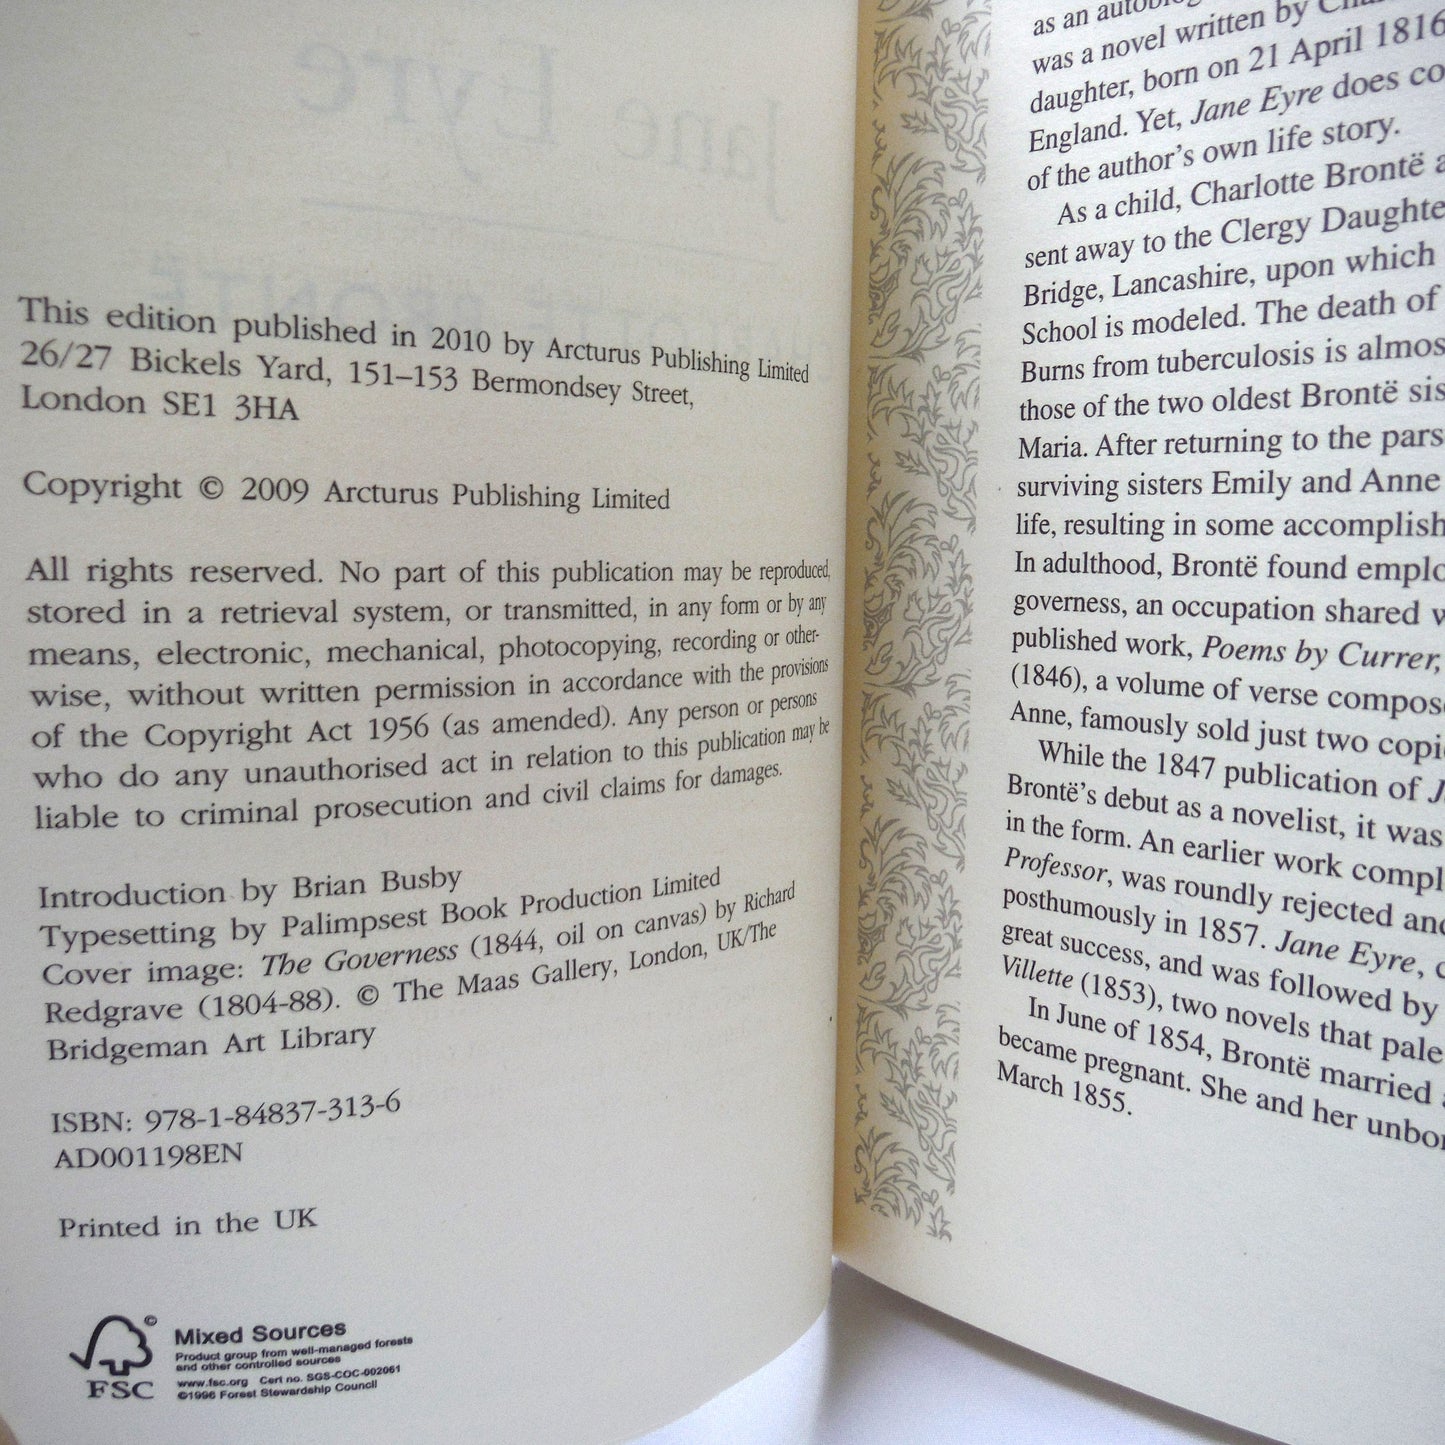 This edition published in 2010 by Arcturus Publishing Limited
26/27 Bickels Yard, 151–153 Bermondsey Street,
London SE1 3HA
Copyright © 2009 Arcturus Publishing Limited
All rights reserved. No part of this publication may be reproduced,
stored in a retrieval system, or transmitted, in any form or by any
means, electronic, mechanical, photocopying, recording or other-
wise, without written permission in accordance with the provisions
of the Copyright Act 1956 (as amended). Any person or persons
who do any unauthorised act in relation to this publication may be
liable to criminal prosecution and civil claims for damages.
Introduction by Brian Busby
Typesetting by Palimpsest Book Production Limited
Cover image: The Governess (1844, oil on canvas) by Richard
Redgrave (1804-88). © The Maas Gallery, London, UK/The
Bridgeman Art Library
ISBN: 978-1-84837-313-6
AD001198EN
Printed in the UK
FSC
©
Mixed Sources
Product group from well-managed forests
and other controlled sources
www.fsc.org Cert no. SGS-COC-002061
©1996 Forest Stewardship Council
as an
was a novel written by
daughter, born on 21 April 1816
England. Yet, Jane Eyre does
of the author's own life story.
As a child, Charlotte Brontë
sent away to the Clergy
Bridge, Lancashire, upon which
School is modeled. The death of
Burns from tuberculosis is
those of the two oldest Brontë
Maria. After returning to the
surviving sisters Emily and Anne
life, resulting in some
In adulthood, Brontë found
governess, an occupation shared
published work, Poems by Currer,
(1846), a volume of verse
Anne, famously sold just two
While the 1847 publication of
Brontë's debut as a novelist, it was
in the form. An earlier work
Professor, was roundly rejected
posthumously in 1857. Jane Eyre,
great success, and was followed by
Villette (1853), two novels that
In June of 1854, Brontë married
became pregnant. She and her
March 1855.